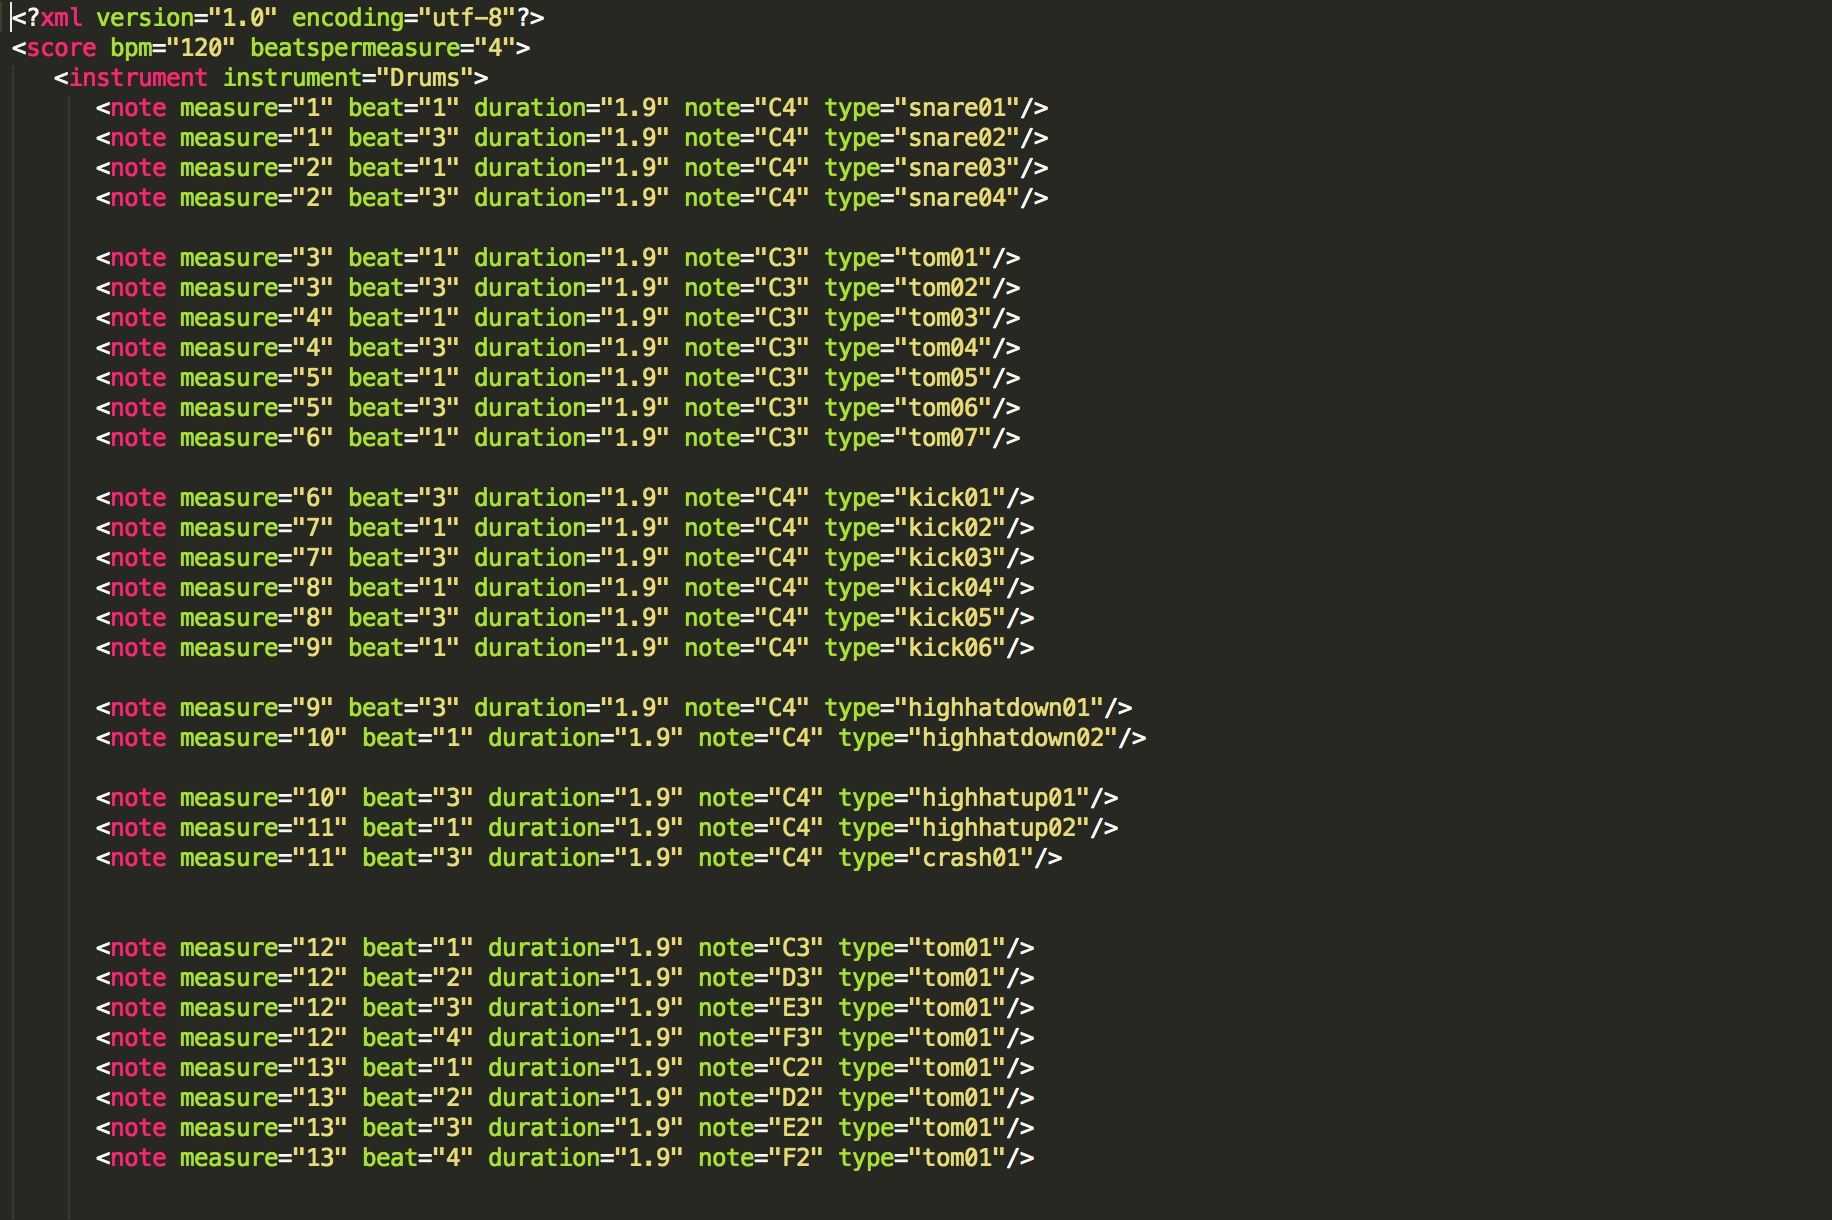 <?xml version="1.0" encoding="utf-8"?>
<score bpm="120" beatspermeasure="4">
<instrument instrument="Drums">
<note measure="1" beat="1" duration="1.9" note="C4" type="snare01"/>
<note measure="1" beat="3" duration="1.9" note="C4" type="snare02"/>
<note measure="2" beat="1" duration="1.9" note="C4" type="snare03"/>
<note measure="2" beat="3" duration="1.9" note="C4" type="snare04"/>
<note measure="3" beat="1" duration="1.9" note="C3" type="tom01"/>
<note measure="3" beat="3" duration="1.9" note="C3" type="tom02"/>
<note measure="4" beat="1" duration="1.9" note="C3" type="tom03"/>
<note measure="4" beat="3" duration="1.9" note="C3" type="tom04"/>
<note measure="5" beat="1" duration="1.9" note="C3" type="tom05"/>
<note measure="5" beat="3" duration="1.9" note="C3" type="tom06"/>
<note measure="6" beat="1" duration="1.9" note="C3" type="tom07"/>
<note measure="6" beat="3" duration="1.9" note="C4" type="kick01"/>
<note measure="7" beat="1" duration="1.9" note="C4" type="kick02"/>
<note measure="7" beat="3" duration="1.9" note="C4" type="kick03"/>
<note measure="8" beat="1" duration="1.9" note="C4" type="kick04"/>
<note measure="8" beat="3" duration="1.9" note="C4" type="kick05"/>
<note measure="9" beat="1" duration="1.9" note="C4" type="kick06"/>
<note measure="9" beat="3" duration="1.9" note="C4" type="highhatdown01"/>
<note measure="10" beat="1" duration="1.9" note="C4" type="highhatdown02"/>
<note measure="10" beat="3" duration="1.9" note="C4" type="highhatup01"/>
<note measure="11" beat="1" duration="1.9" note="C4" type="highhatup02"/>
<note measure="11" beat="3" duration="1.9" note="C4" type="crash01"/>
<note measure="12" beat="1" duration="1.9" note="C3" type="tom01"/>
<note measure="12" beat="2" duration="1.9" note="D3" type="tom01"/>
<note measure="12" beat="3" duration="1.9" note="E3" type="tom01"/>
<note measure="12" beat="4" duration="1.9" note="F3" type="tom01"/>
<note measure="13" beat="1" duration="1.9" note="C2" type="tom01"/>
<note measure="13" beat="2" duration="1.9" note="D2" type="tom01"/>
<note measure="13" beat="3" duration="1.9" note="E2" type="tom01"/>
<note measure="13" beat="4" duration="1.9" note="F2" type="tom01"/>